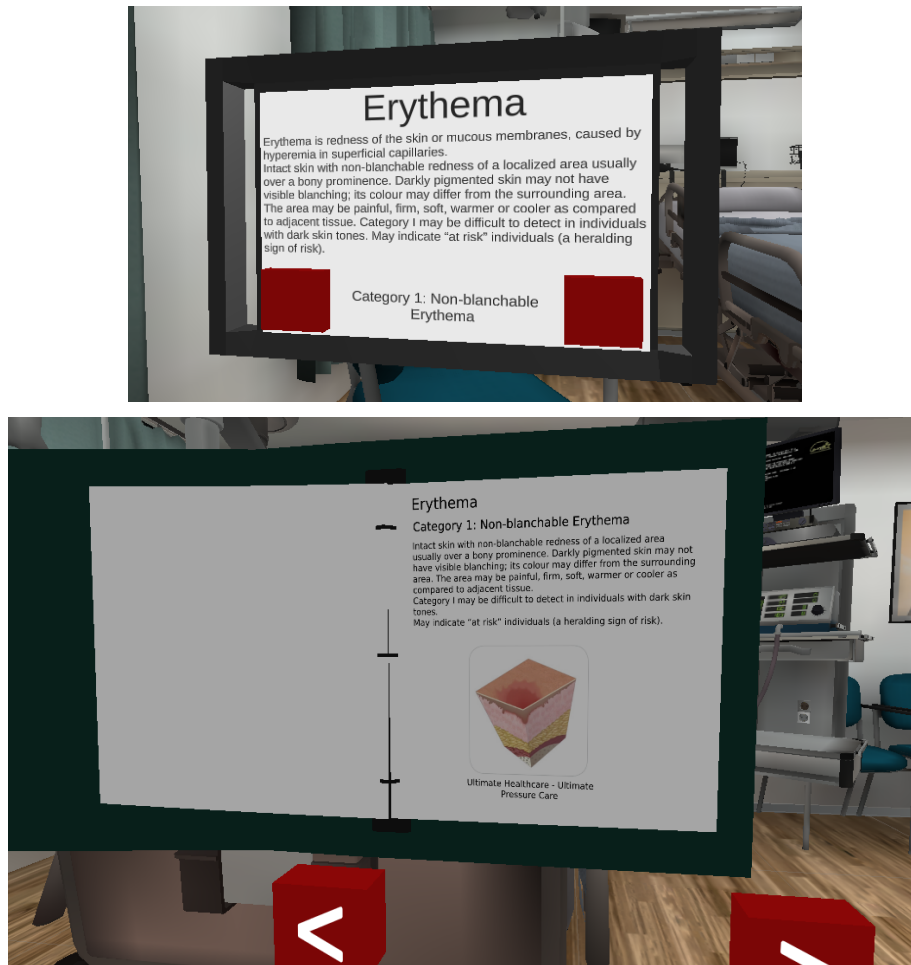 Erythema
Erythema is redness of the skin or mucous membranes, caused by
hyperemia in superficial capillaries.
Intact skin with non-blanchable redness of a localized area usually
over a bony prominence. Darkly pigmented skin may not have
visible blanching; its colour may differ from the surrounding area.
The area may be painful, firm, soft, warmer or cooler as compared
to adjacent tissue. Category I may be difficult to detect in individuals
with dark skin tones. May indicate “at risk” individuals (a heralding
sign of risk).
Category 1: Non-blanchable
Erythema
Erythema
Category 1: Non-blanchable Erythema
Intact skin with non-blanchable redness of a localized area
usually over a bony prominence. Darkly pigmented skin may not
have visible blanching; its colour may differ from the surrounding
area. The area may be painful, firm, soft, warmer or cooler as
compared to adjacent tissue.
Category I may be difficult to detect in individuals with dark skin
tones.
May indicate “at risk” individuals (a heralding sign of risk).
Ultimate Healthcare - Ultimate
Pressure Care
<